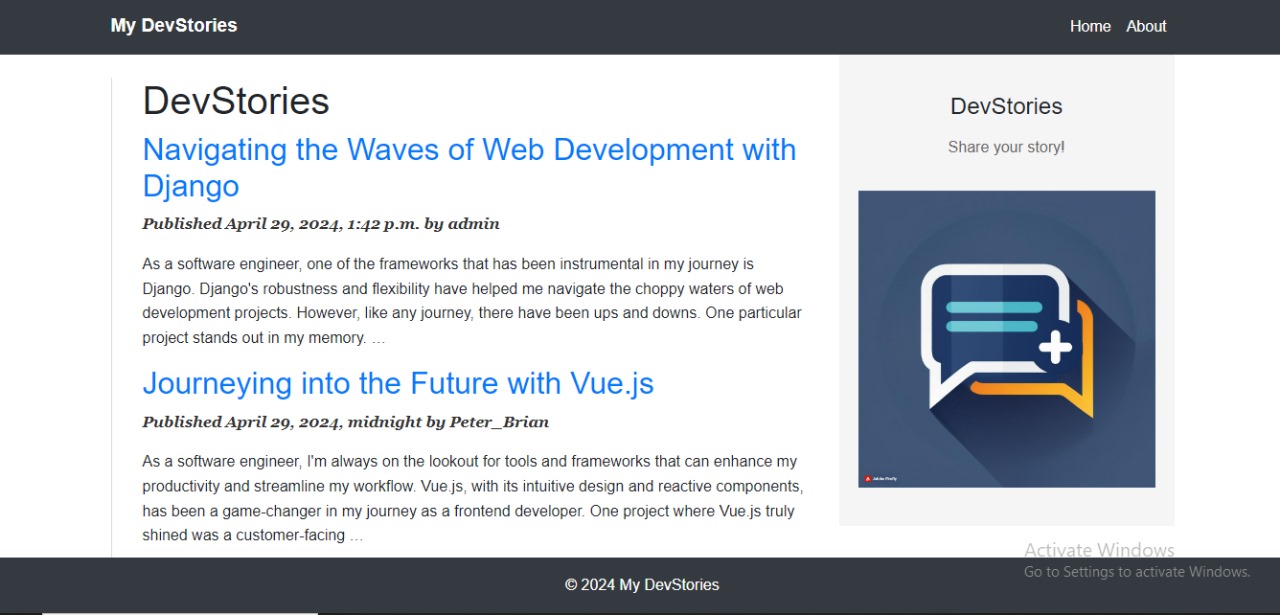 My DevStories
Home About
DevStories
Navigating the Waves of Web Development with
Django
Published April 29, 2024, 1:42 p.m. by admin
As a software engineer, one of the frameworks that has been instrumental in my journey is
Django. Django's robustness and flexibility have helped me navigate the choppy waters of web
development projects. However, like any journey, there have been ups and downs. One particular
project stands out in my memory. …
Journeying into the Future with Vue.js
Published April 29, 2024, midnight by Peter_Brian
As a software engineer, I'm always on the lookout for tools and frameworks that can enhance my
productivity and streamline my workflow. Vue.js, with its intuitive design and reactive components,
has been a game-changer in my journey as a frontend developer. One project where Vue.js truly
shined was a customer-facing …
DevStories
Share your story!
Adobe Firefly
Activate Windows
Go to Settings to activate Windows.
© 2024 My DevStories